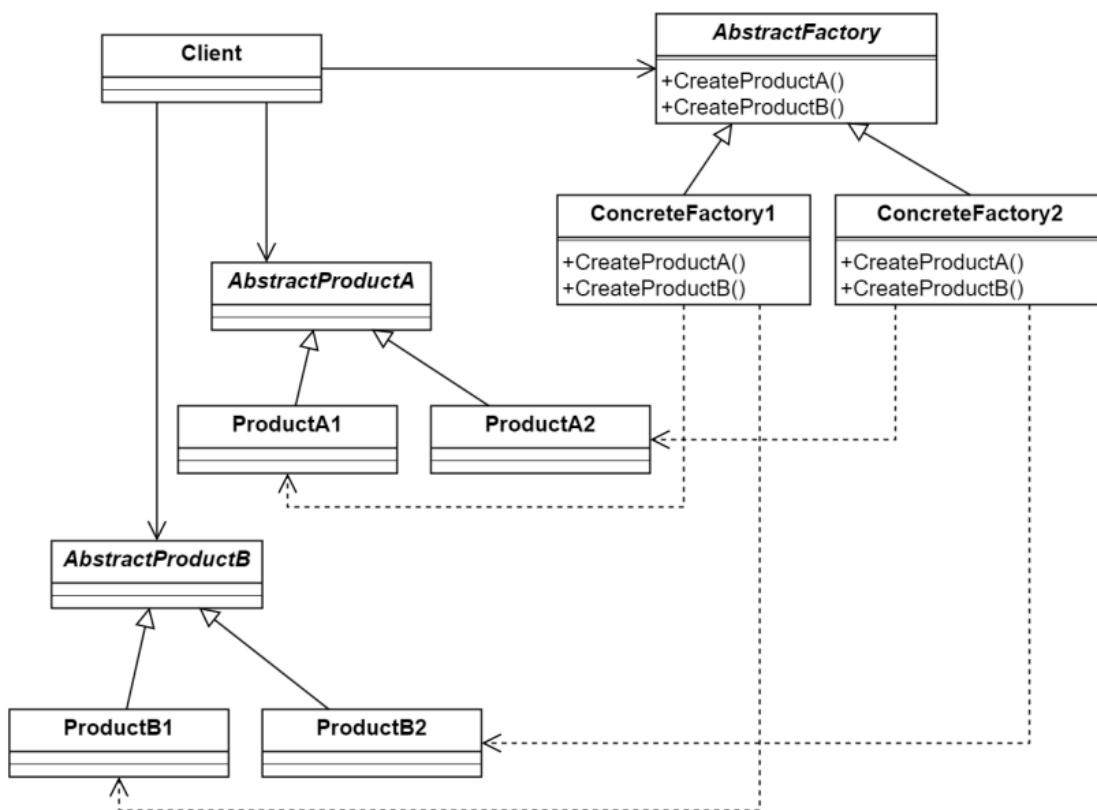 Client
AbstractFactory
+CreateProductA()
+CreateProductB()
ConcreteFactory1
+CreateProductA()
+CreateProductB()
ConcreteFactory2
+CreateProductA()
+CreateProductB()
AbstractProductA
ProductA1
ProductA2
AbstractProductB
ProductB1
ProductB2